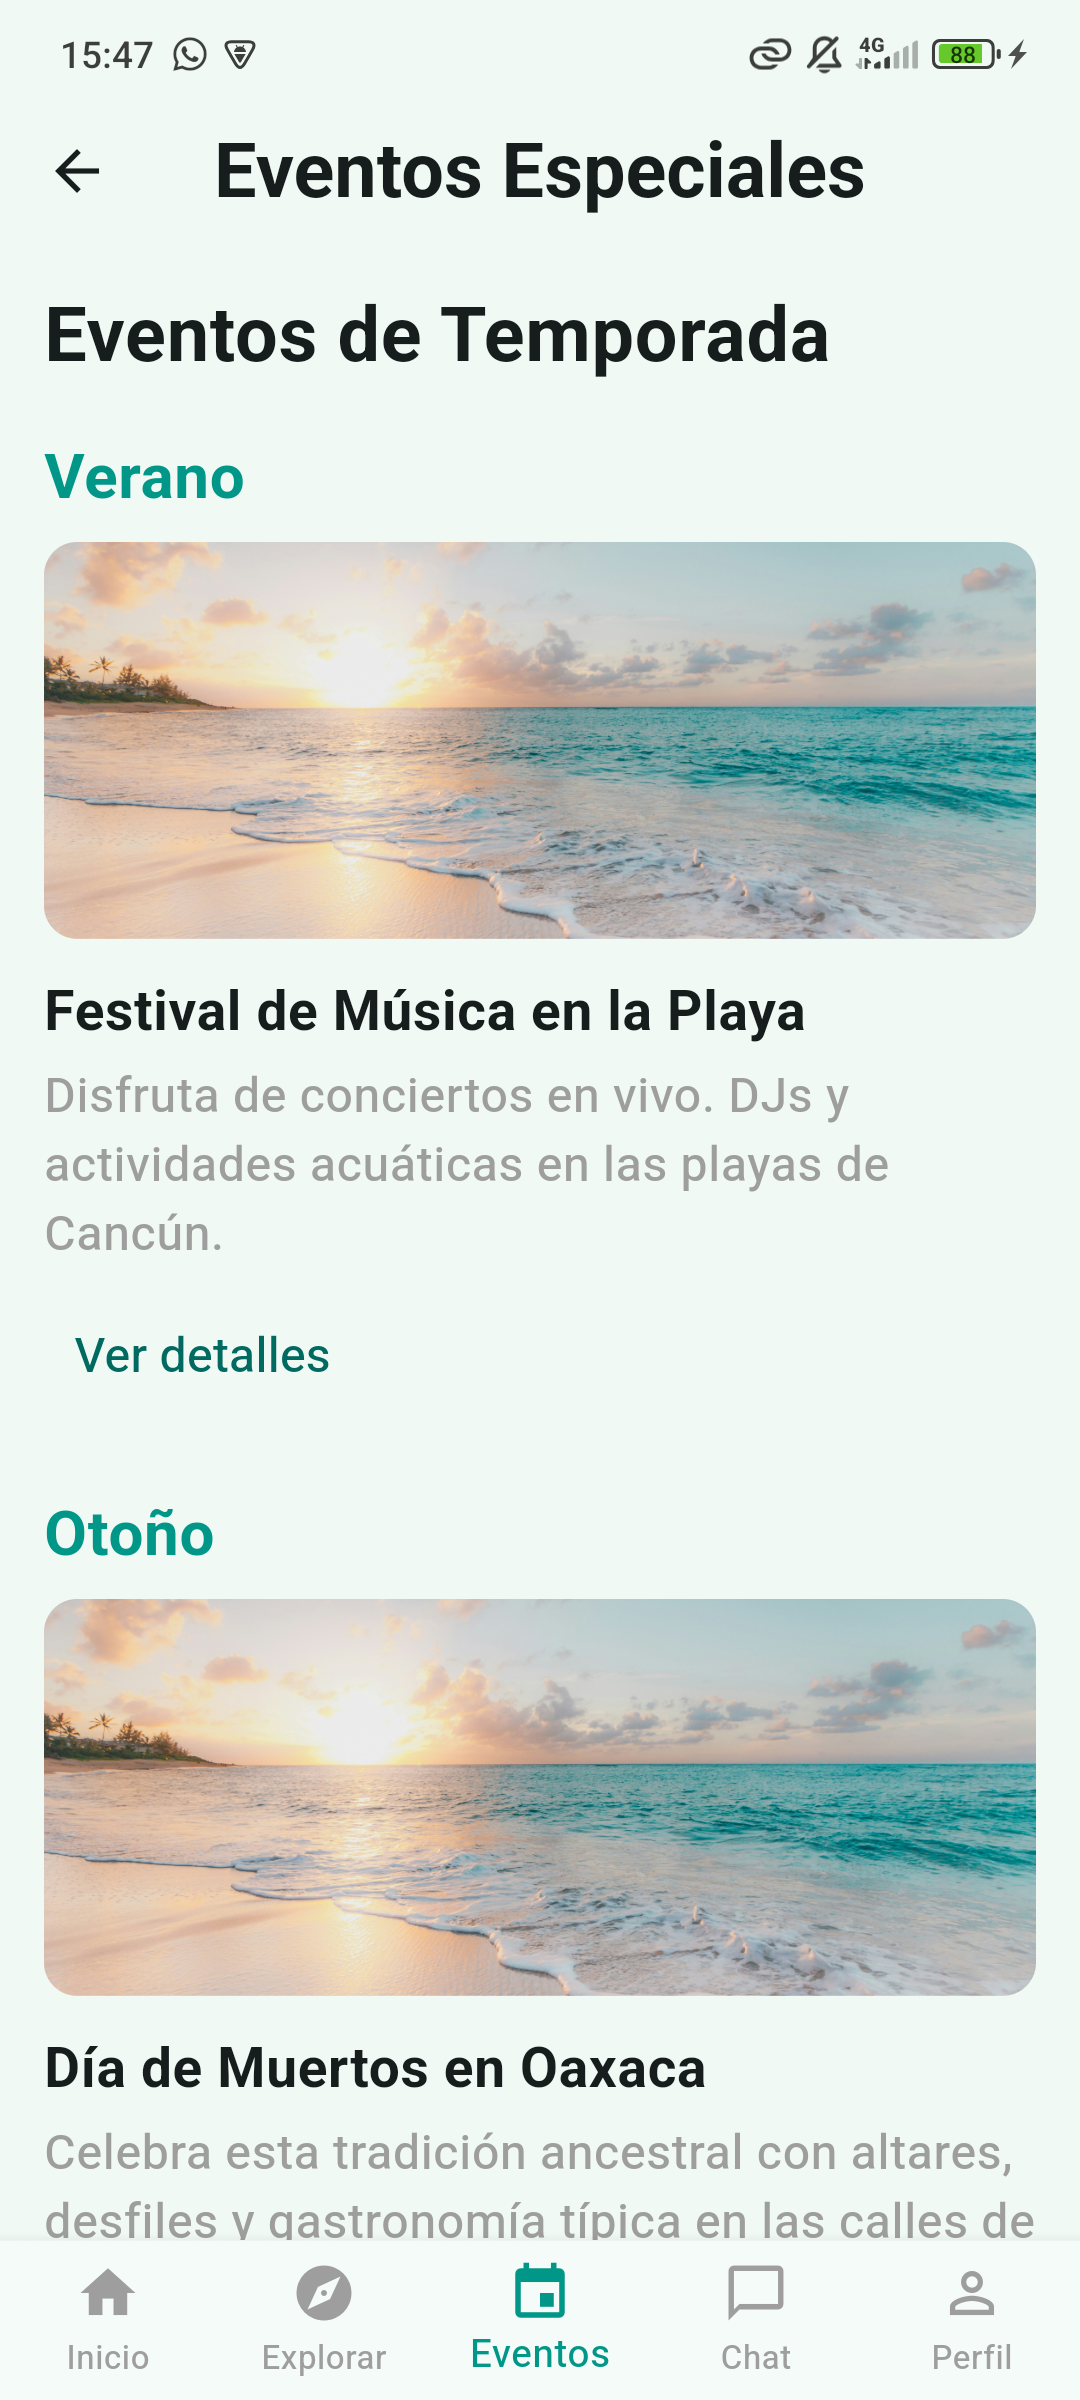 15:47
4G
88
Eventos Especiales
Eventos de Temporada
Verano
Festival de Música en la Playa
Disfruta de conciertos en vivo. DJs y
actividades acuáticas en las playas de
Cancún.
Ver detalles
Otoño
Día de Muertos en Oaxaca
Celebra esta tradición ancestral con altares,
desfiles y gastronomía típica en las calles de
Inicio
Explorar
Eventos
Chat
Perfil